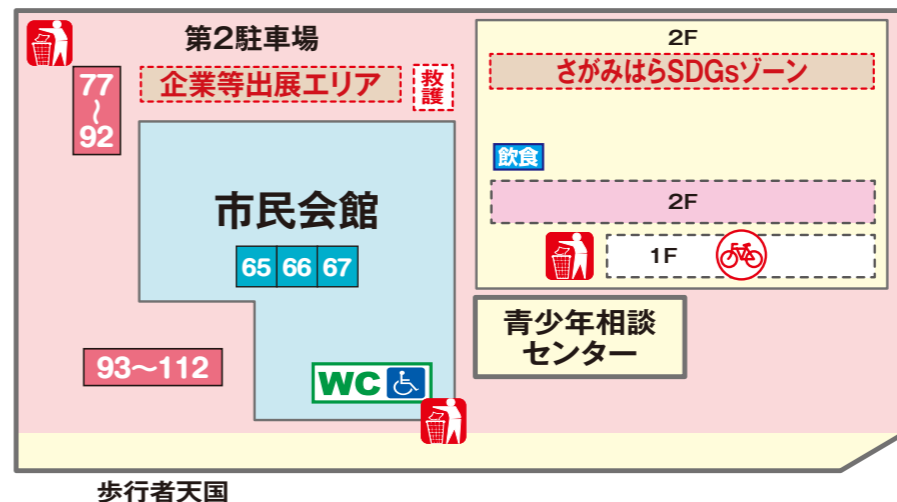 第2駐車場
企業等出展エリア
救護
77
〜
92
市民会館
65 66 67
93〜112
WC
2F
さがみはらSDGsゾーン
飲食
2F
1F
青少年相談
センター
歩行者天国